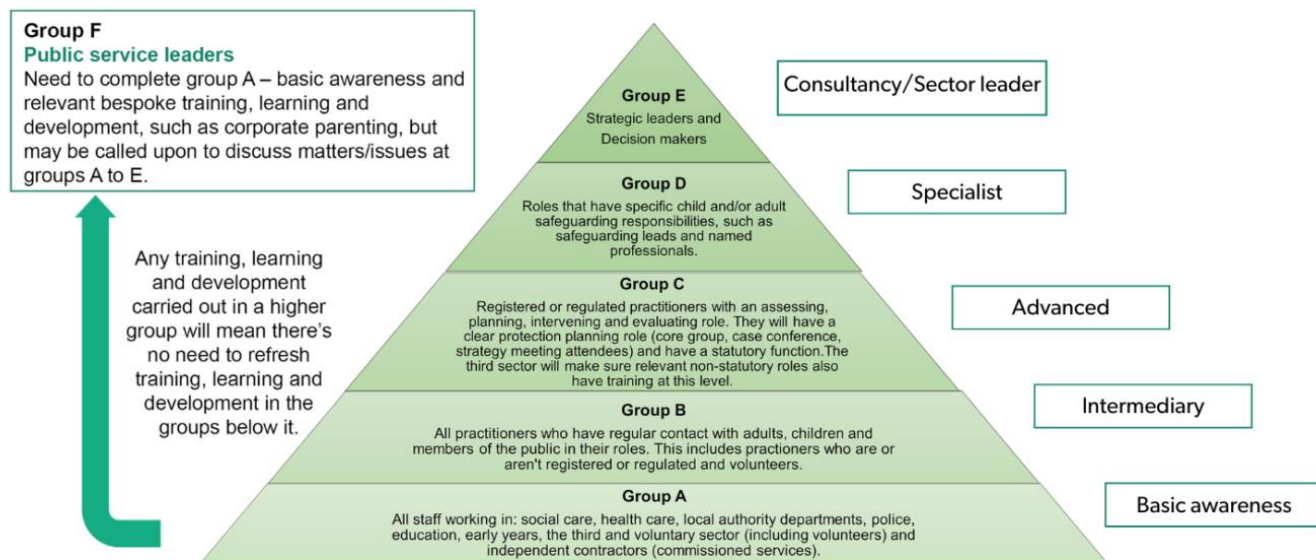 Group F
Public service leaders
Need to complete group A – basic awareness and
relevant bespoke training, learning and
development, such as corporate parenting, but
may be called upon to discuss matters/issues at
groups A to E.
Any training, learning
and development
carried out in a higher
group will mean there's
no need to refresh
training, learning and
development in the
groups below it.
Group E
Strategic leaders and
Decision makers
Group D
Roles that have specific child and/or adult
safeguarding responsibilities, such as
safeguarding leads and named
professionals.
Group C
Registered or regulated practitioners with an assessing,
planning, intervening and evaluating role. They will have a
clear protection planning role (core group, case conference,
strategy meeting attendees) and have a statutory function.The
third sector will make sure relevant non-statutory roles also
have training at this level.
Group B
All practitioners who have regular contact with adults, children and
members of the public in their roles. This includes practioners who are or
aren't registered or regulated and volunteers.
Group A
All staff working in: social care, health care, local authority departments, police,
education, early years, the third and voluntary sector (including volunteers) and
independent contractors (commissioned services).
Consultancy/Sector leader
Specialist
Advanced
Intermediary
Basic awareness